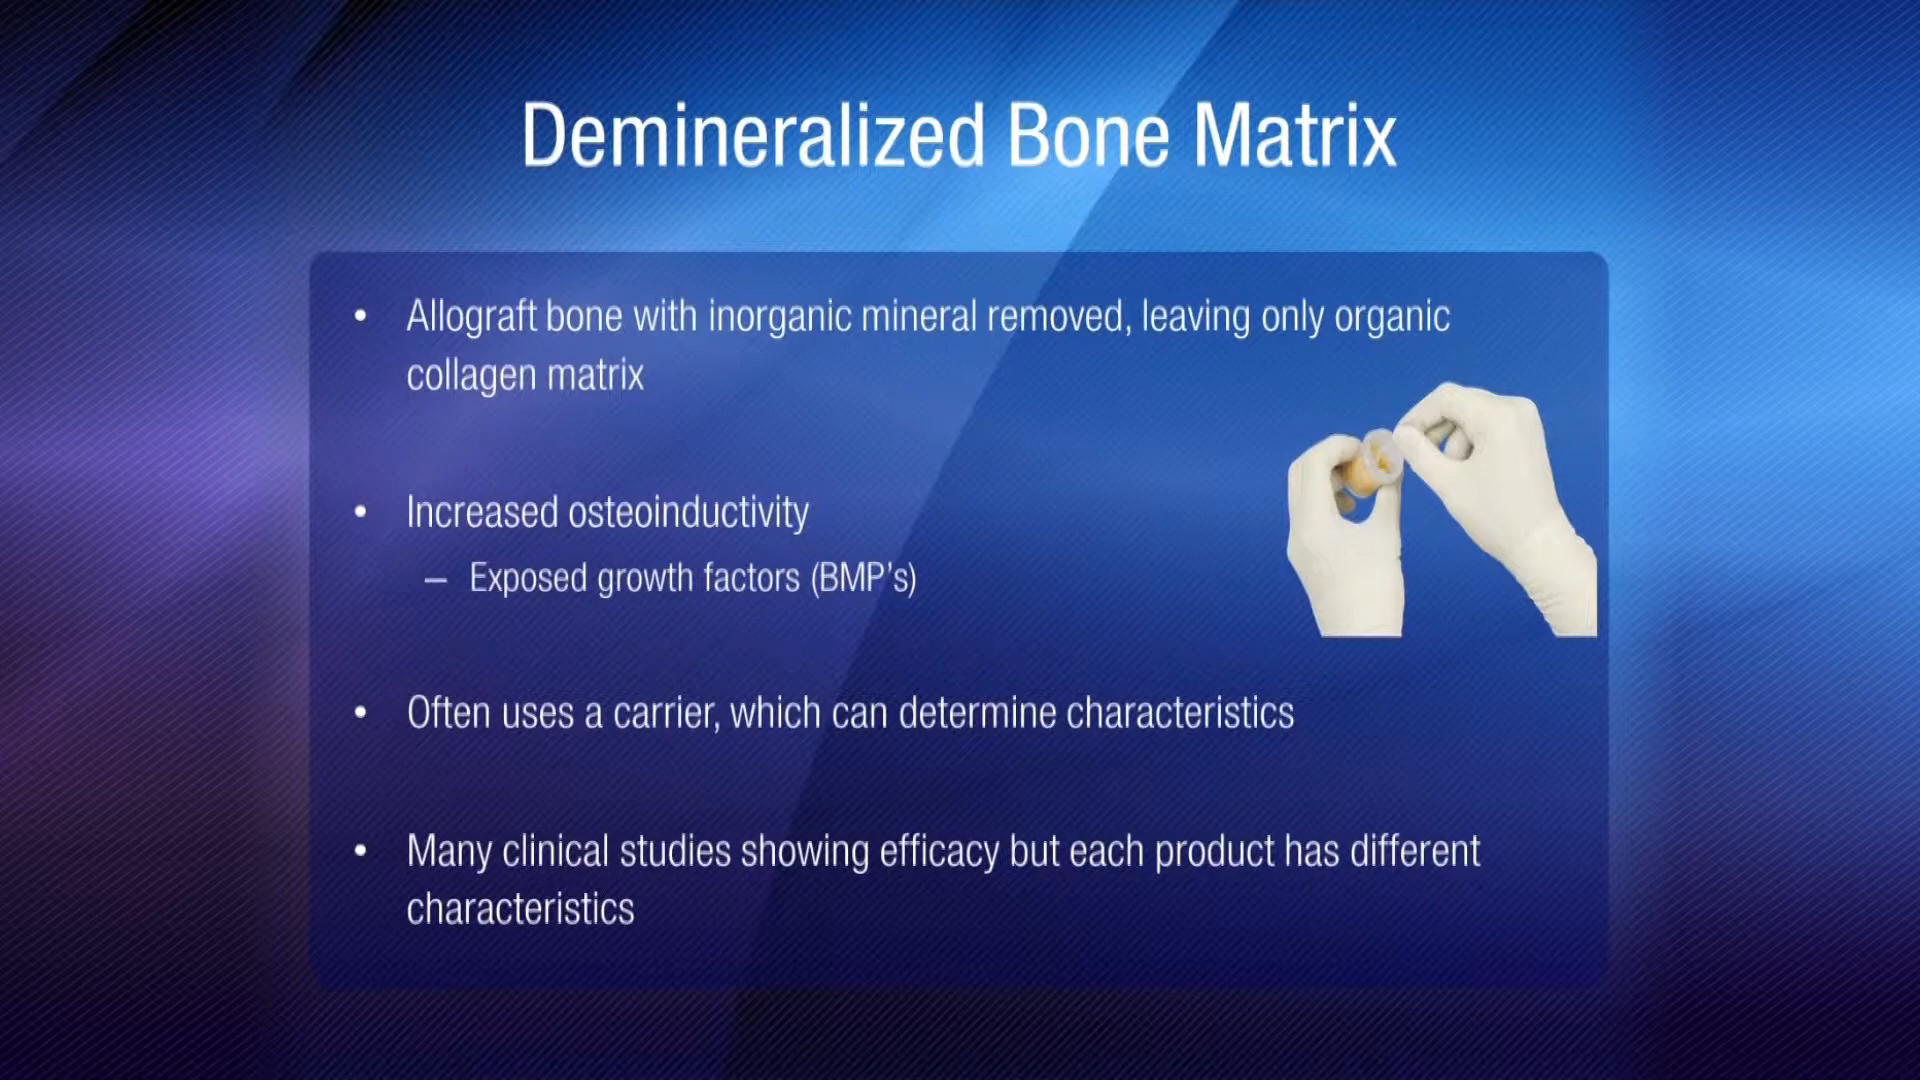 Demineralized Bone Matrix
• Allograft bone with inorganic mineral removed, leaving only organic
collagen matrix
• Increased osteoinductivity
– Exposed growth factors (BMP's)
• Often uses a carrier, which can determine characteristics
• Many clinical studies showing efficacy but each product has different
characteristics